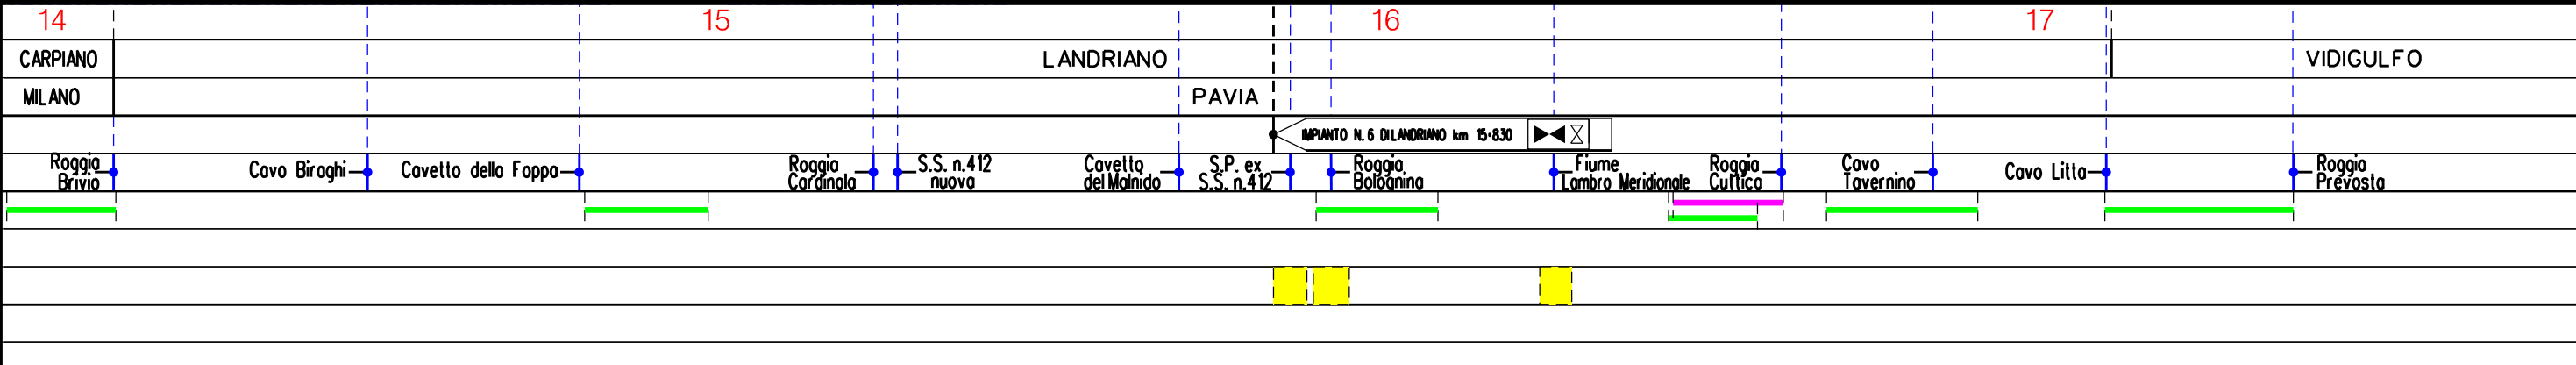 14 15 16 17
CARPIANO LANDRIANO VIDIGULFO
MILANO PAVIA
IMPIANTO N. 6 DI LANDRIANO km 15+830
Roggia
Brivio
Cavo Biraghi
Cavetto della Foppa
Roggia
Cardinala
S.S. n.412
nuova
Cavetto
del Malnido
S.P. ex
S.S. n.412
Roggia
Bolognina
Fiume
Lambro Meridionale
Roggia
Cuttica
Cavo
Tavernino
Cavo Litta
Roggia
Prevosta